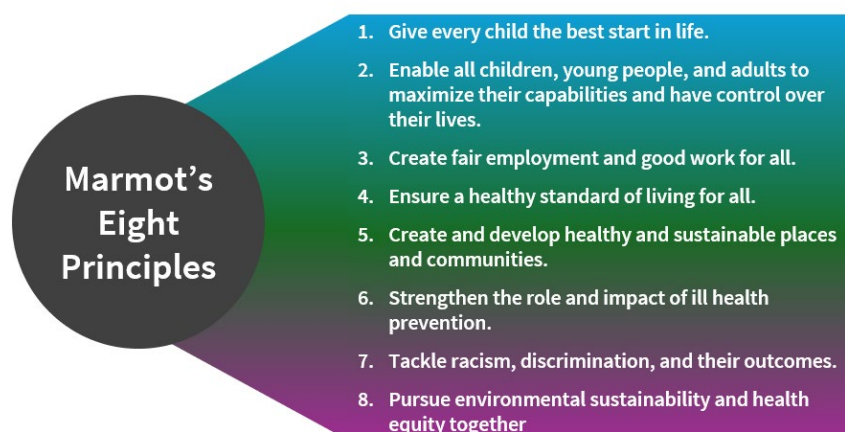 Marmot's
Eight
Principles
1. Give every child the best start in life.
2. Enable all children, young people, and adults to
maximize their capabilities and have control over
their lives.
3. Create fair employment and good work for all.
4. Ensure a healthy standard of living for all.
5. Create and develop healthy and sustainable places
and communities.
6. Strengthen the role and impact of ill health
prevention.
7. Tackle racism, discrimination, and their outcomes.
8. Pursue environmental sustainability and health
equity together